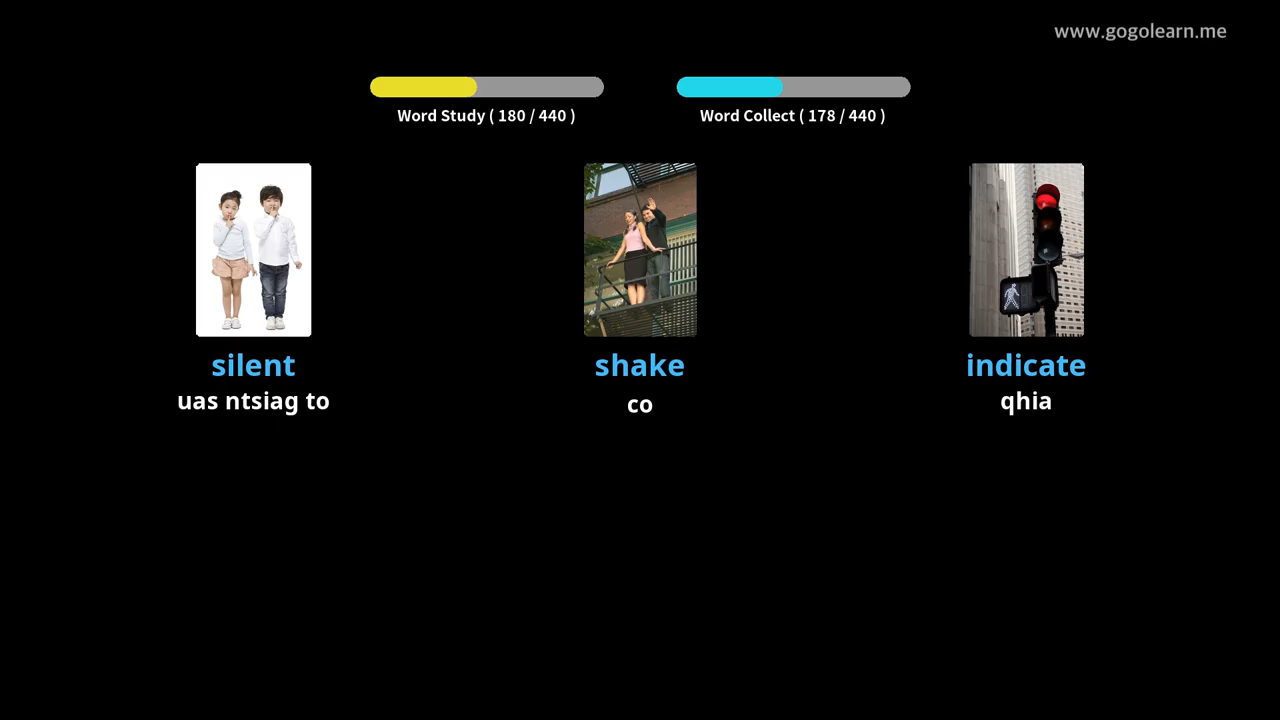 www.gogolearn.me
Word Study ( 180 / 440 )
Word Collect ( 178 / 440 )
silent
uas ntsiag to
shake
co
indicate
qhia